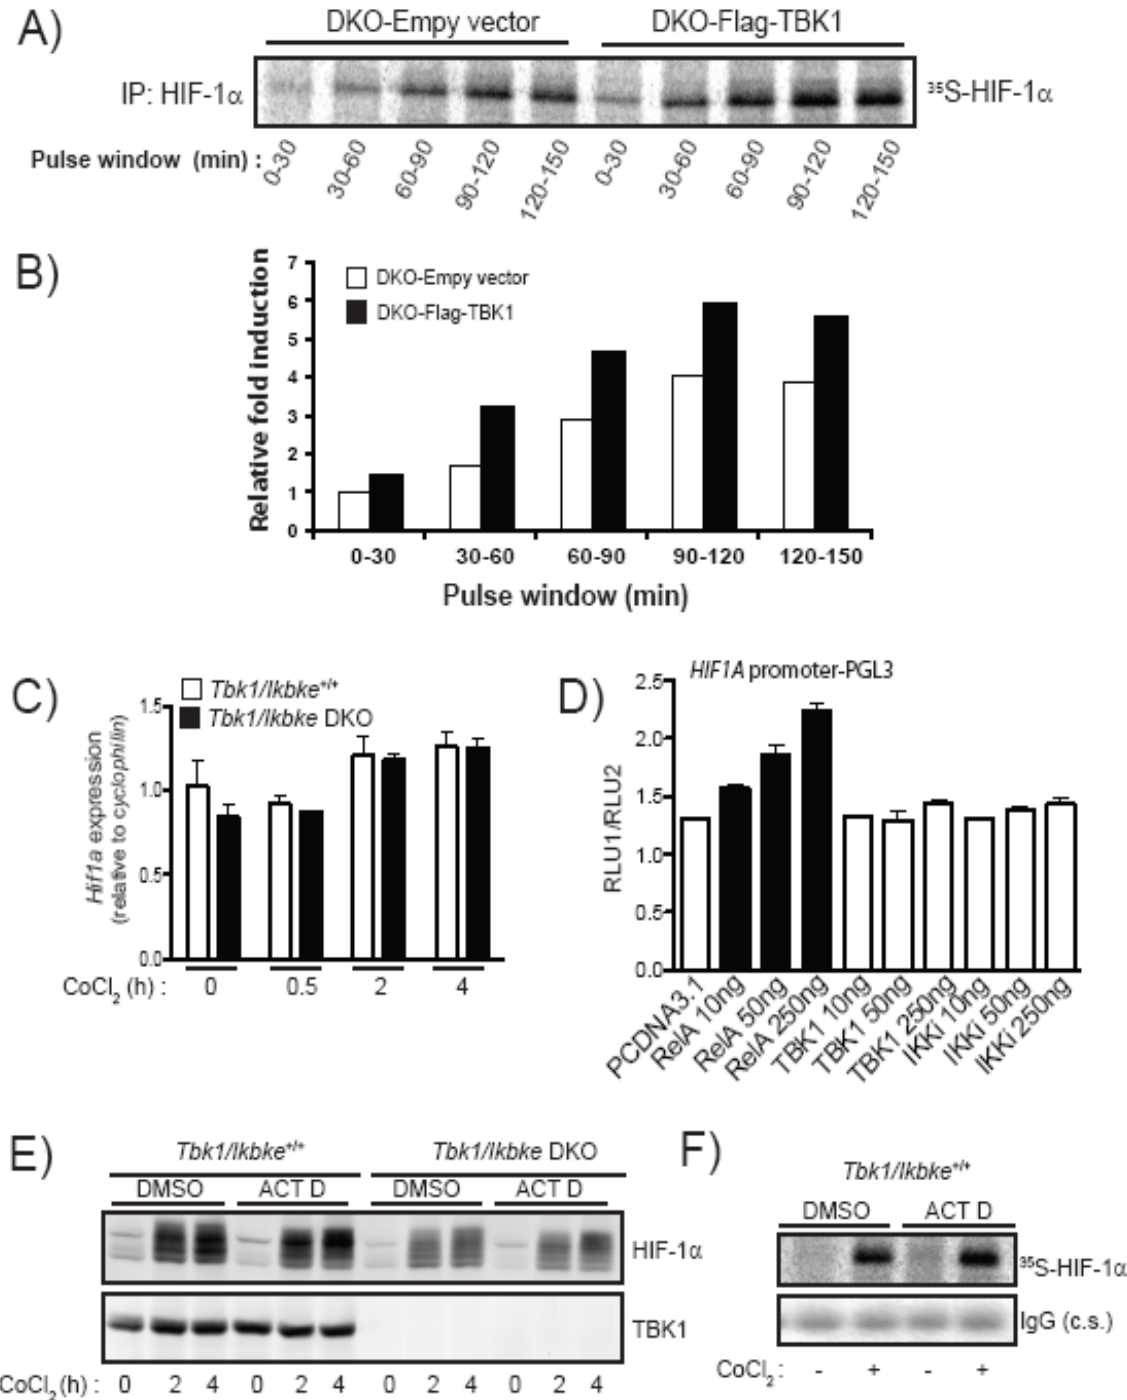 A)
DKO-Empy vector DKO-Flag-TBK1
IP: HIF-1α ³⁵S-HIF-1α
Pulse window (min) : 0-30 30-60 60-90 90-120 120-150 0-30 30-60 60-90 90-120 120-150
B)
Relative fold induction
7
6
5
4
3
2
1
0
DKO-Empy vector
DKO-Flag-TBK1
0-30 30-60 60-90 90-120 120-150
Pulse window (min)
C)
Tbk1/Ikbke⁺/⁺
Tbk1/Ikbke DKO
Hif1a expression
(relative to cyclophilin)
1.5
1.0
0.5
0.0
CoCl₂ (h) : 0 0.5 2 4
D)
HIF1A promoter-PGL3
RLU1/RLU2
2.5
2.0
1.5
1.0
0.5
0.0
PCDNA3.1 RelA 10ng RelA 50ng RelA 250ng TBK1 10ng TBK1 50ng TBK1 250ng IKKi 10ng IKKi 50ng IKKi 250ng
E)
Tbk1/Ikbke⁺/⁺ Tbk1/Ikbke DKO
DMSO ACT D DMSO ACT D
HIF-1α
TBK1
CoCl₂(h) : 0 2 4 0 2 4 0 2 4 0 2 4
F)
Tbk1/Ikbke⁺/⁺
DMSO ACT D
³⁵S-HIF-1α
IgG (c.s.)
CoCl₂ : - + - +